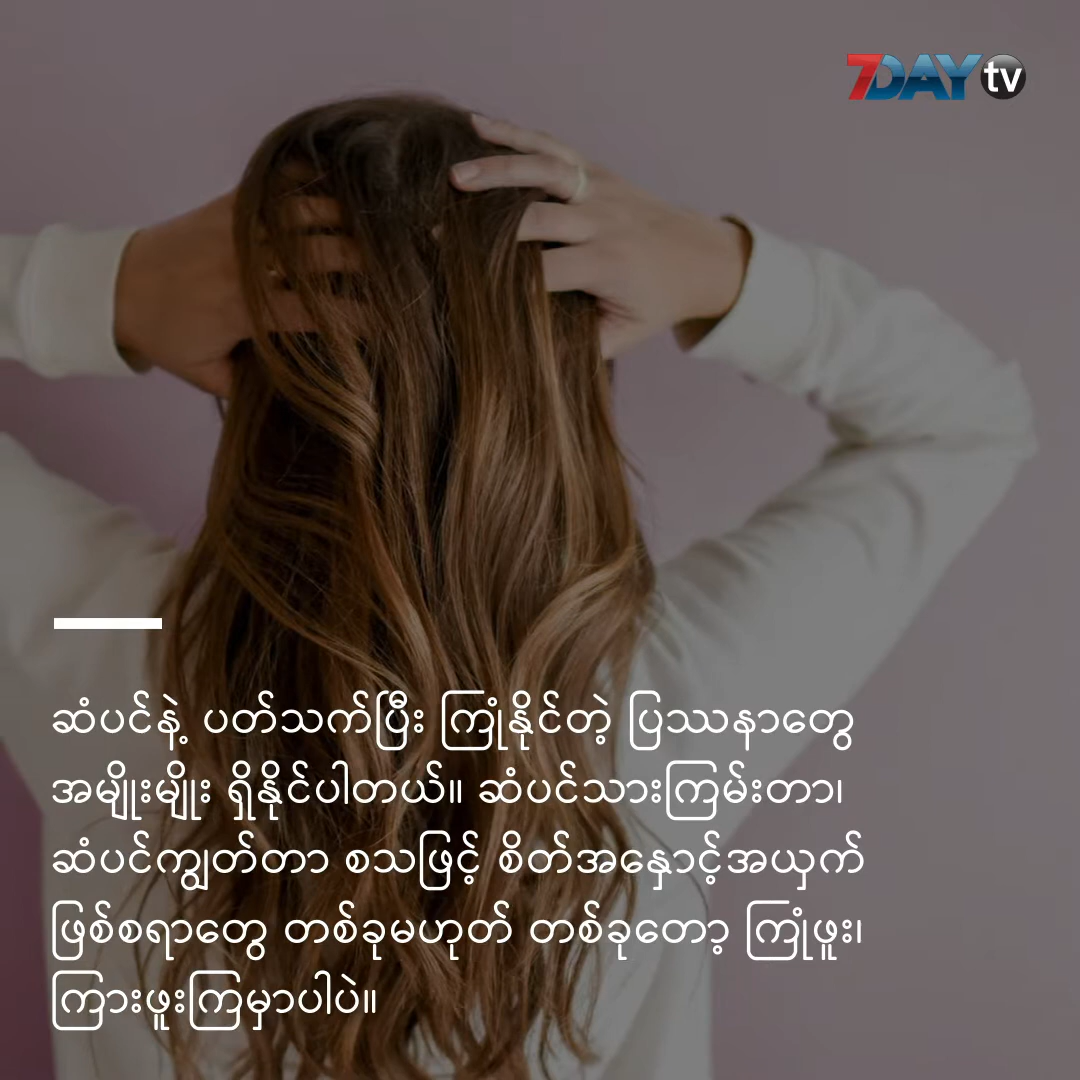 7DAY tv
ဆံပင်နဲ့ ပတ်သက်ပြီး ကြုံနိုင်တဲ့ ပြဿနာတွေ
အမျိုးမျိုး ရှိနိုင်ပါတယ်။ ဆံပင်သားကြမ်းတာ၊
ဆံပင်ကျွတ်တာ စသဖြင့် စိတ်အနှောင့်အယှက်
ဖြစ်စရာတွေ တစ်ခုမဟုတ် တစ်ခုတော့ ကြုံဖူး၊
ကြားဖူးကြမှာပါပဲ။